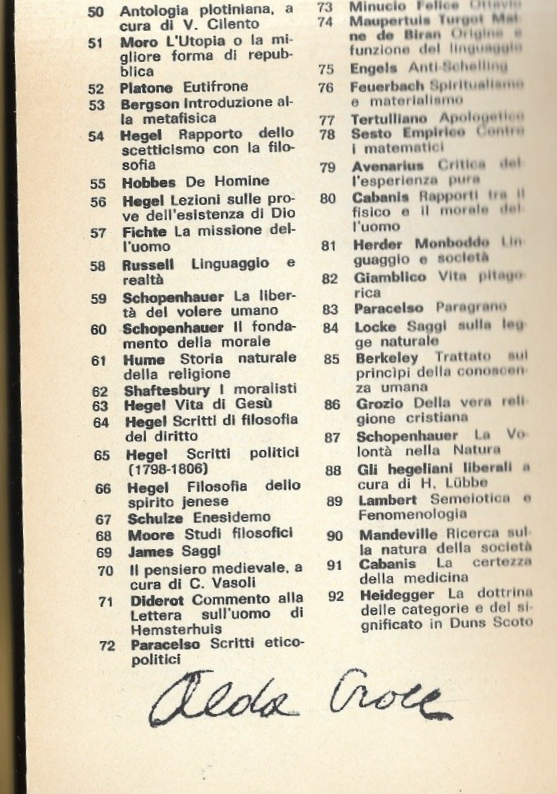 50 Antologia plotiniana, a
cura di V. Cilento
51 Moro L'Utopia o la mi-
gliore forma di repub-
blica
52 Platone Eutifrone
53 Bergson Introduzione al-
la metafisica
54 Hegel Rapporto dello
scetticismo con la filo-
sofia
55 Hobbes De Homine
56 Hegel Lezioni sulle pro-
ve dell'esistenza di Dio
57 Fichte La missione del-
l'uomo
58 Russell Linguaggio e
realtà
59 Schopenhauer La liber-
tà del volere umano
60 Schopenhauer Il fonda-
mento della morale
61 Hume Storia naturale
della religione
62 Shaftesbury I moralisti
63 Hegel Vita di Gesù
64 Hegel Scritti di filosofia
del diritto
65 Hegel Scritti politici
(1798-1806)
66 Hegel Filosofia dello
spirito jenese
67 Schulze Enesidemo
68 Moore Studi filosofici
69 James Saggi
70 Il pensiero medievale, a
cura di C. Vasoli
71 Diderot Commento alla
Lettera sull'uomo di
Hemsterhuis
72 Paracelso Scritti etico-
politici
73 Minucio Felice Ottavio
74 Maupertuis Turgot Mai-
ne de Biran Origine e
funzione del linguaggio
75 Engels Anti-Schelling
76 Feuerbach Spiritualismo
e materialismo
77 Tertulliano Apologetico
78 Sesto Empirico Contro
i matematici
79 Avenarius Critica del-
l'esperienza pura
80 Cabanis Rapporti tra il
fisico e il morale del-
l'uomo
81 Herder Monboddo Lin-
guaggio e società
82 Giamblico Vita pitago-
rica
83 Paracelso Paragrano
84 Locke Saggi sulla leg-
ge naturale
85 Berkeley Trattato sui
principi della conoscen-
za umana
86 Grozio Della vera reli-
gione cristiana
87 Schopenhauer La Vo-
lontà nella Natura
88 Gli hegeliani liberali a
cura di H. Lübbe
89 Lambert Semeiotica e
Fenomenologia
90 Mandeville Ricerca sul-
la natura della società
91 Cabanis La certezza
della medicina
92 Heidegger La dottrina
delle categorie e del si-
gnificato in Duns Scoto
Alda Croce